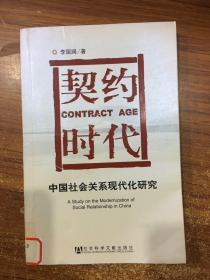 李国润/著
契约
CONTRACT AGE
时代
中国社会关系现代化研究
A Study on the Modernization of
Social Relationship in China
社会科学文献出版社